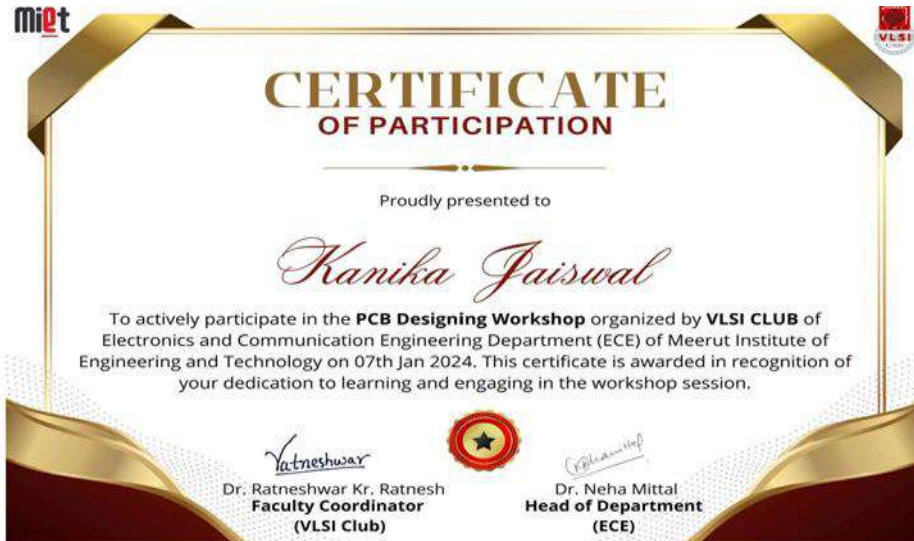 miet
VLSI
CERTIFICATE
OF PARTICIPATION
Proudly presented to
Kanika Jaiswal
To actively participate in the PCB Designing Workshop organized by VLSI CLUB of
Electronics and Communication Engineering Department (ECE) of Meerut Institute of
Engineering and Technology on 07th Jan 2024. This certificate is awarded in recognition of
your dedication to learning and engaging in the workshop session.
Ratneshwar
Dr. Ratneshwar Kr. Ratnesh
Faculty Coordinator
(VLSI Club)
Dr. Neha Mittal
Head of Department
(ECE)